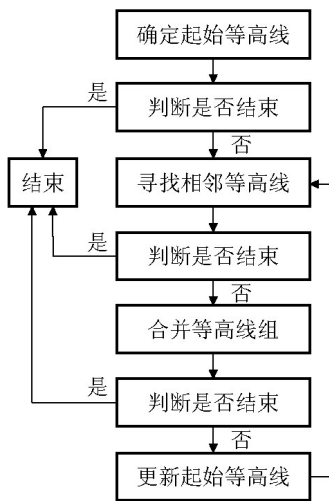 确定起始等高线
是
判断是否结束
否
结束
寻找相邻等高线
是
判断是否结束
否
合并等高线组
是
判断是否结束
否
更新起始等高线